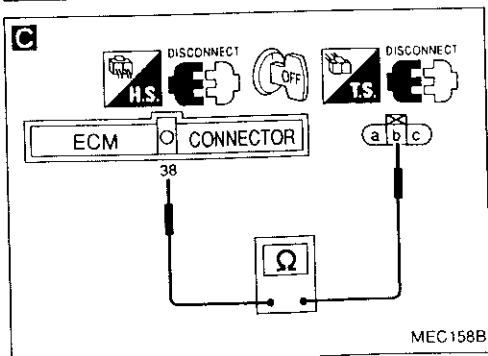 C
DISCONNECT
DISCONNECT
H.S.
OFF
T.S.
ECM CONNECTOR
a b c
38
Ω
MEC158B